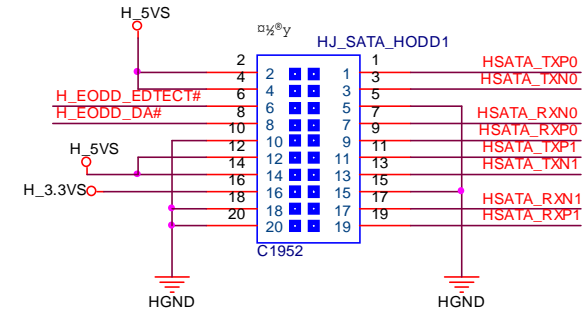 H_5VS
¤½®y
HJ_SATA_HODD1
2 2 1 1 HSATA_TXP0
4 4 3 3 HSATA_TXN0
H_EODD_EDTECT# 6 6 5 5
H_EODD_DA# 8 8 7 7 HSATA_RXN0
10 10 9 9 HSATA_RXP0
H_5VS 12 12 11 11 HSATA_TXP1
14 14 13 13 HSATA_TXN1
H_3.3VS 16 16 15 15
18 18 17 17 HSATA_RXN1
20 20 19 19 HSATA_RXP1
C1952
HGND HGND